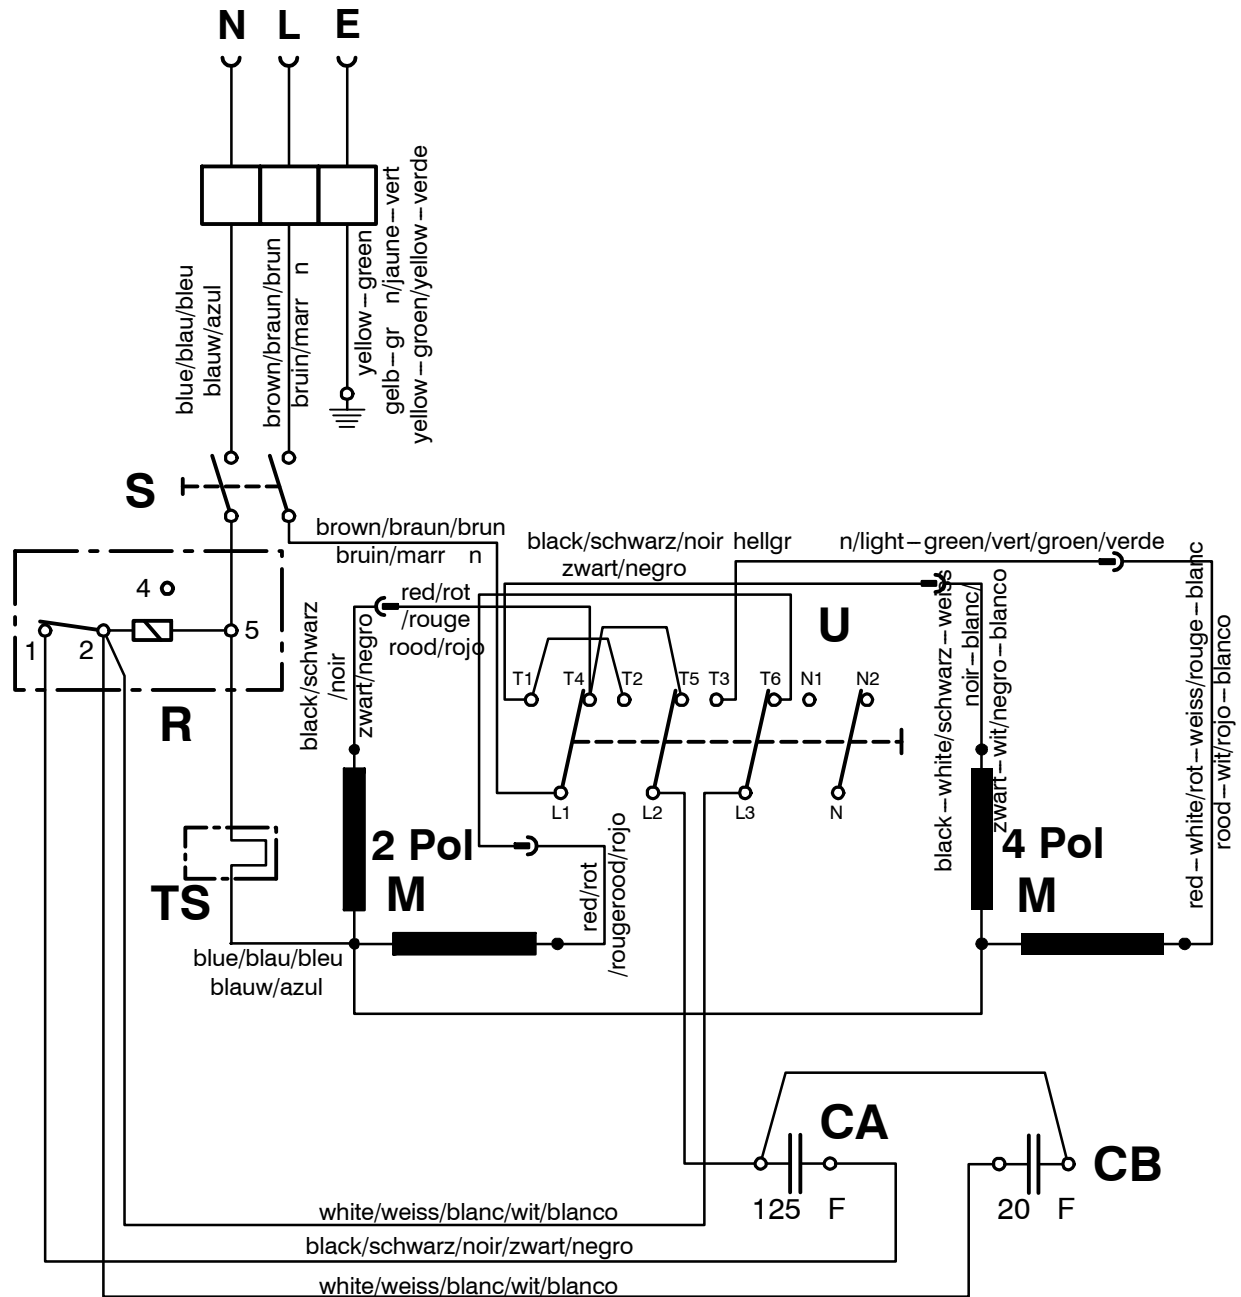 N L E
blue/blau/bleu
blauw/azul
brown/braun/brun
bruin/marr n
yellow–green
gelb–gr n/jaune–vert
yellow–groen/yellow–verde
S
brown/braun/brun
bruin/marr n
black/schwarz/noir
zwart/negro
hellgr n/light–green/vert/groen/verde
4
1
2
5
R
black/schwarz
/noir
zwart/negro
red/rot
/rouge
rood/rojo
U
T1 T4 T2 T5 T3 T6 N1 N2
L1 L2 L3 N
black–white/schwarz–weiss
noir–blanc/
zwart–wit/negro–blanco
red–white/rot–weiss/rouge–blanc
rood–wit/rojo–blanco
2 Pol
M
4 Pol
M
TS
red/rot
/rougerood/rojo
blue/blau/bleu
blauw/azul
CA
125 F
CB
20 F
white/weiss/blanc/wit/blanco
black/schwarz/noir/zwart/negro
white/weiss/blanc/wit/blanco